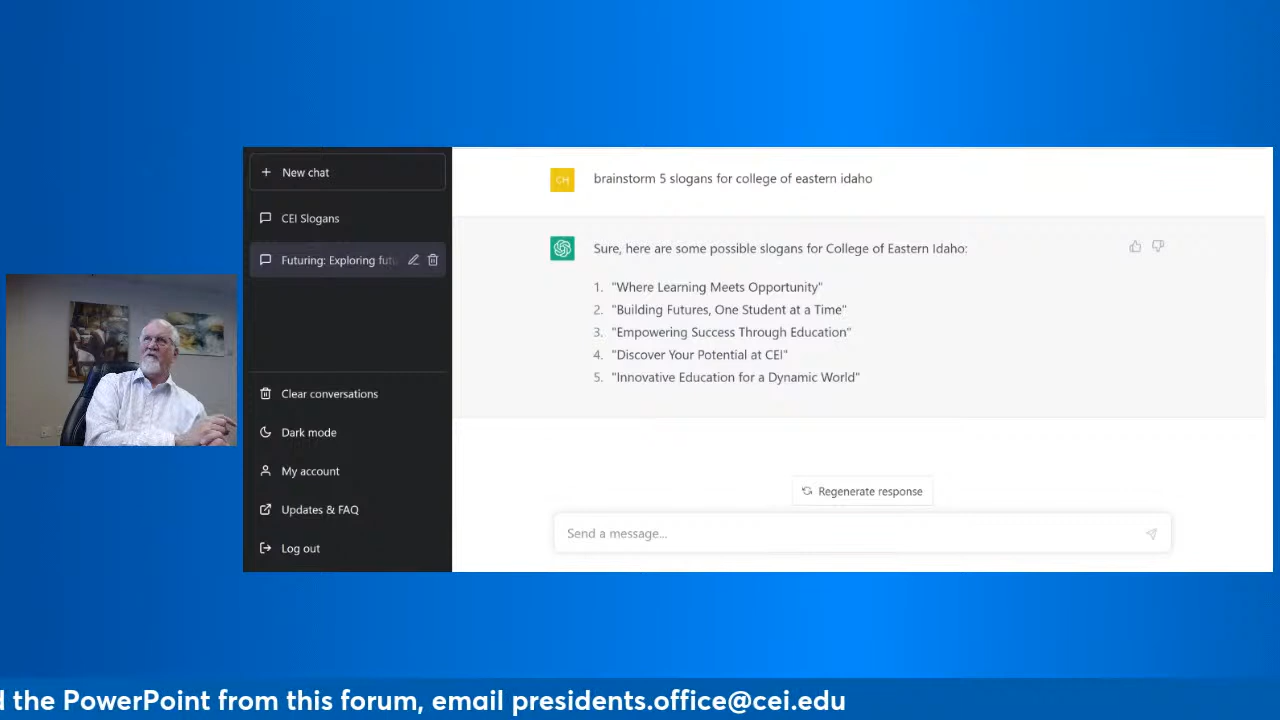 New chat
CEI Slogans
Futuring: Exploring futu
Clear conversations
Dark mode
My account
Updates & FAQ
Log out
CH
brainstorm 5 slogans for college of eastern idaho
Sure, here are some possible slogans for College of Eastern Idaho:
1. "Where Learning Meets Opportunity"
2. "Building Futures, One Student at a Time"
3. "Empowering Success Through Education"
4. "Discover Your Potential at CEI"
5. "Innovative Education for a Dynamic World"
Regenerate response
Send a message...
d the PowerPoint from this forum, email presidents.office@cei.edu